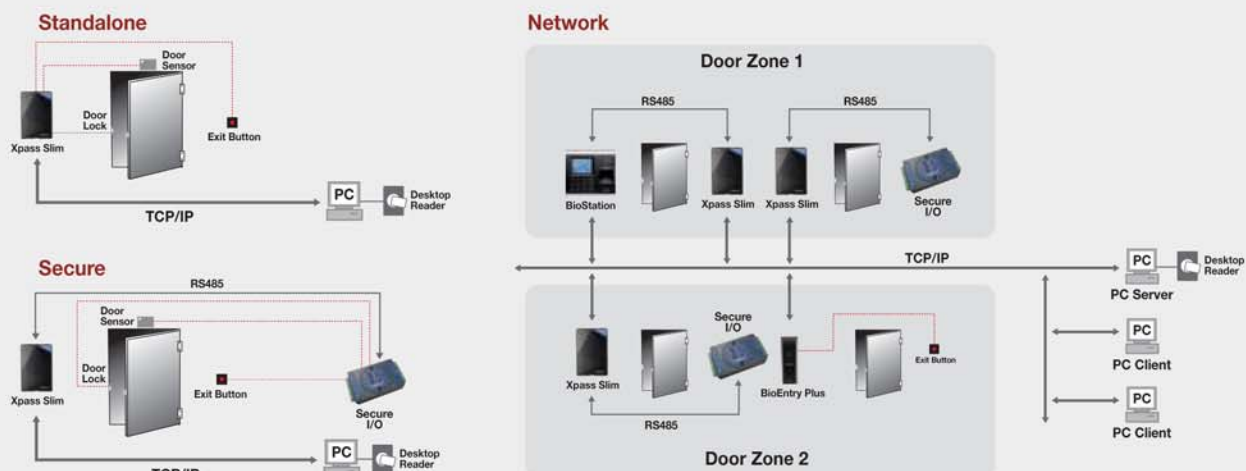 Standalone
Door
Sensor
Door
Lock
Xpass Slim
Exit Button
PC
Desktop
Reader
TCP/IP
Secure
RS485
Door
Sensor
Door
Lock
Xpass Slim
Exit Button
Secure
I/O
PC
Desktop
Reader
TCP/IP
Network
Door Zone 1
RS485
RS485
BioStation
Xpass Slim
Xpass Slim
Secure
I/O
TCP/IP
PC
Desktop
Reader
PC Server
PC
PC Client
PC
PC Client
Secure
I/O
Xpass Slim
BioEntry Plus
Exit Button
RS485
Door Zone 2